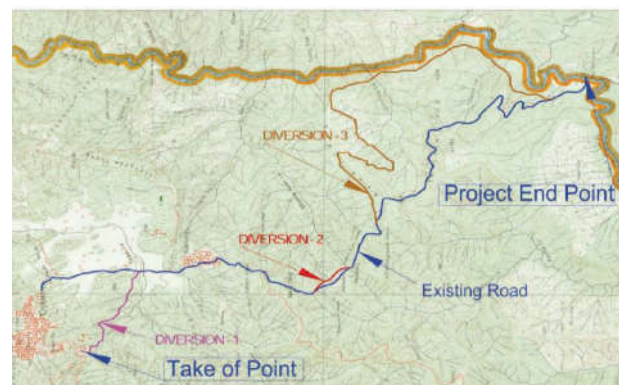 DIVERSION - 3
Project End Point
DIVERSION - 2
Existing Road
DIVERSION - 1
Take of Point